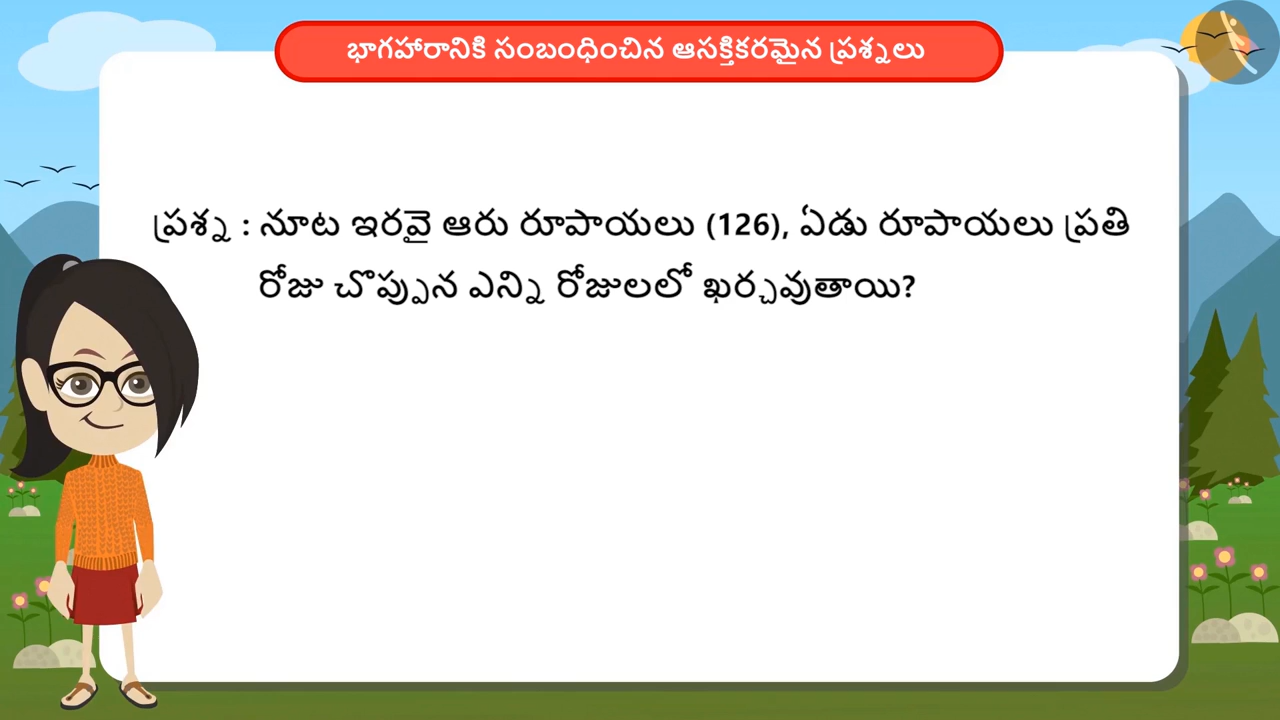 భాగహారానికి సంబంధించిన ఆసక్తికరమైన ప్రశ్నలు
ప్రశ్న : నూట ఇరవై ఆరు రూపాయలు (126), ఏడు రూపాయలు ప్రతి
రోజు చొప్పున ఎన్ని రోజులలో ఖర్చవుతాయి?